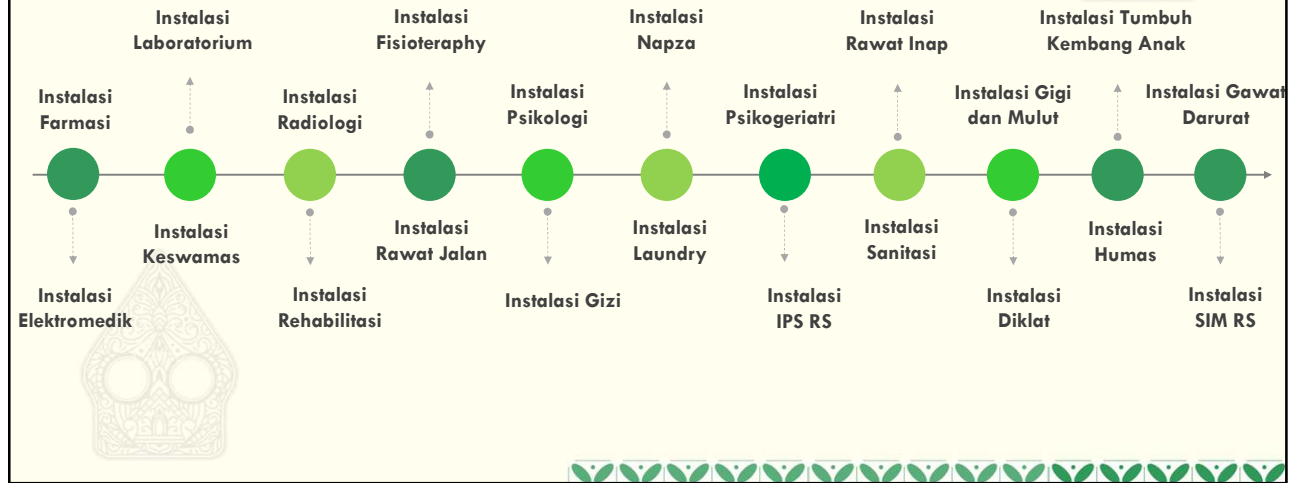 Instalasi
Farmasi
Instalasi
Laboratorium
Instalasi
Radiologi
Instalasi
Fisioteraphy
Instalasi
Psikologi
Instalasi
Napza
Instalasi
Psikogeriatri
Instalasi
Rawat Inap
Instalasi Gigi
dan Mulut
Instalasi Tumbuh
Kembang Anak
Instalasi Gawat
Darurat
Instalasi
Elektromedik
Instalasi
Keswamas
Instalasi
Rehabilitasi
Instalasi
Rawat Jalan
Instalasi Gizi
Instalasi
Laundry
Instalasi
IPS RS
Instalasi
Sanitasi
Instalasi
Diklat
Instalasi
Humas
Instalasi
SIM RS